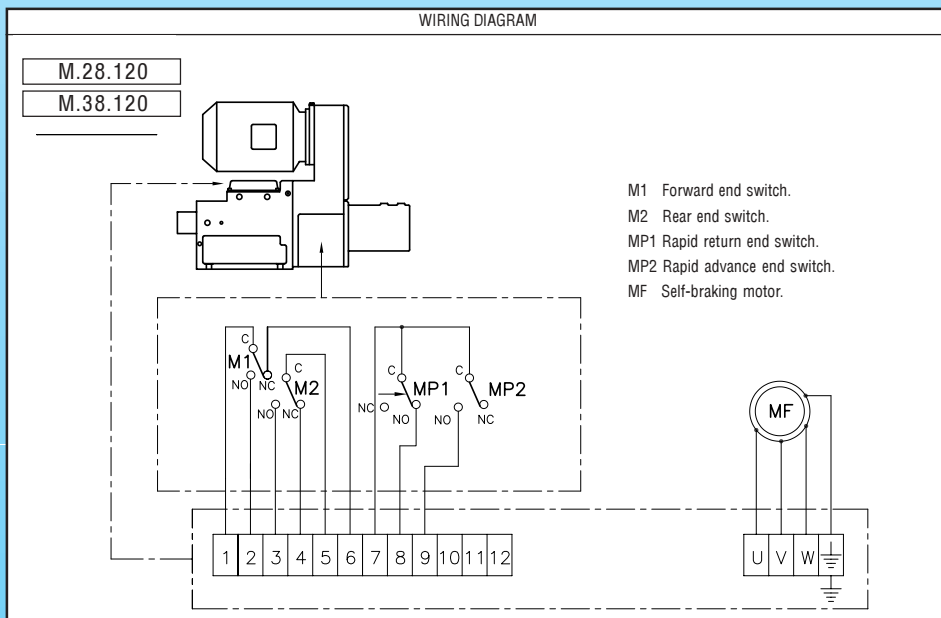 WIRING DIAGRAM
M.28.120
M.38.120
M1 Forward end switch.
M2 Rear end switch.
MP1 Rapid return end switch.
MP2 Rapid advance end switch.
MF Self-braking motor.
C
M1
NO NC
C
M2
NO NC
C
MP1
NC
NO
C
MP2
NO
NC
MF
1 2 3 4 5 6 7 8 9 10 11 12
U V W